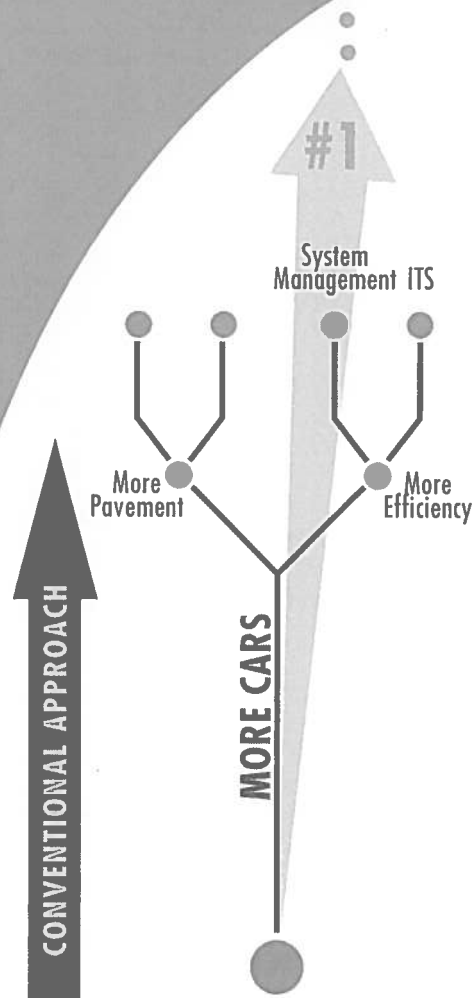 #1
System
Management ITS
More
Pavement
More
Efficiency
MORE CARS
CONVENTIONAL APPROACH